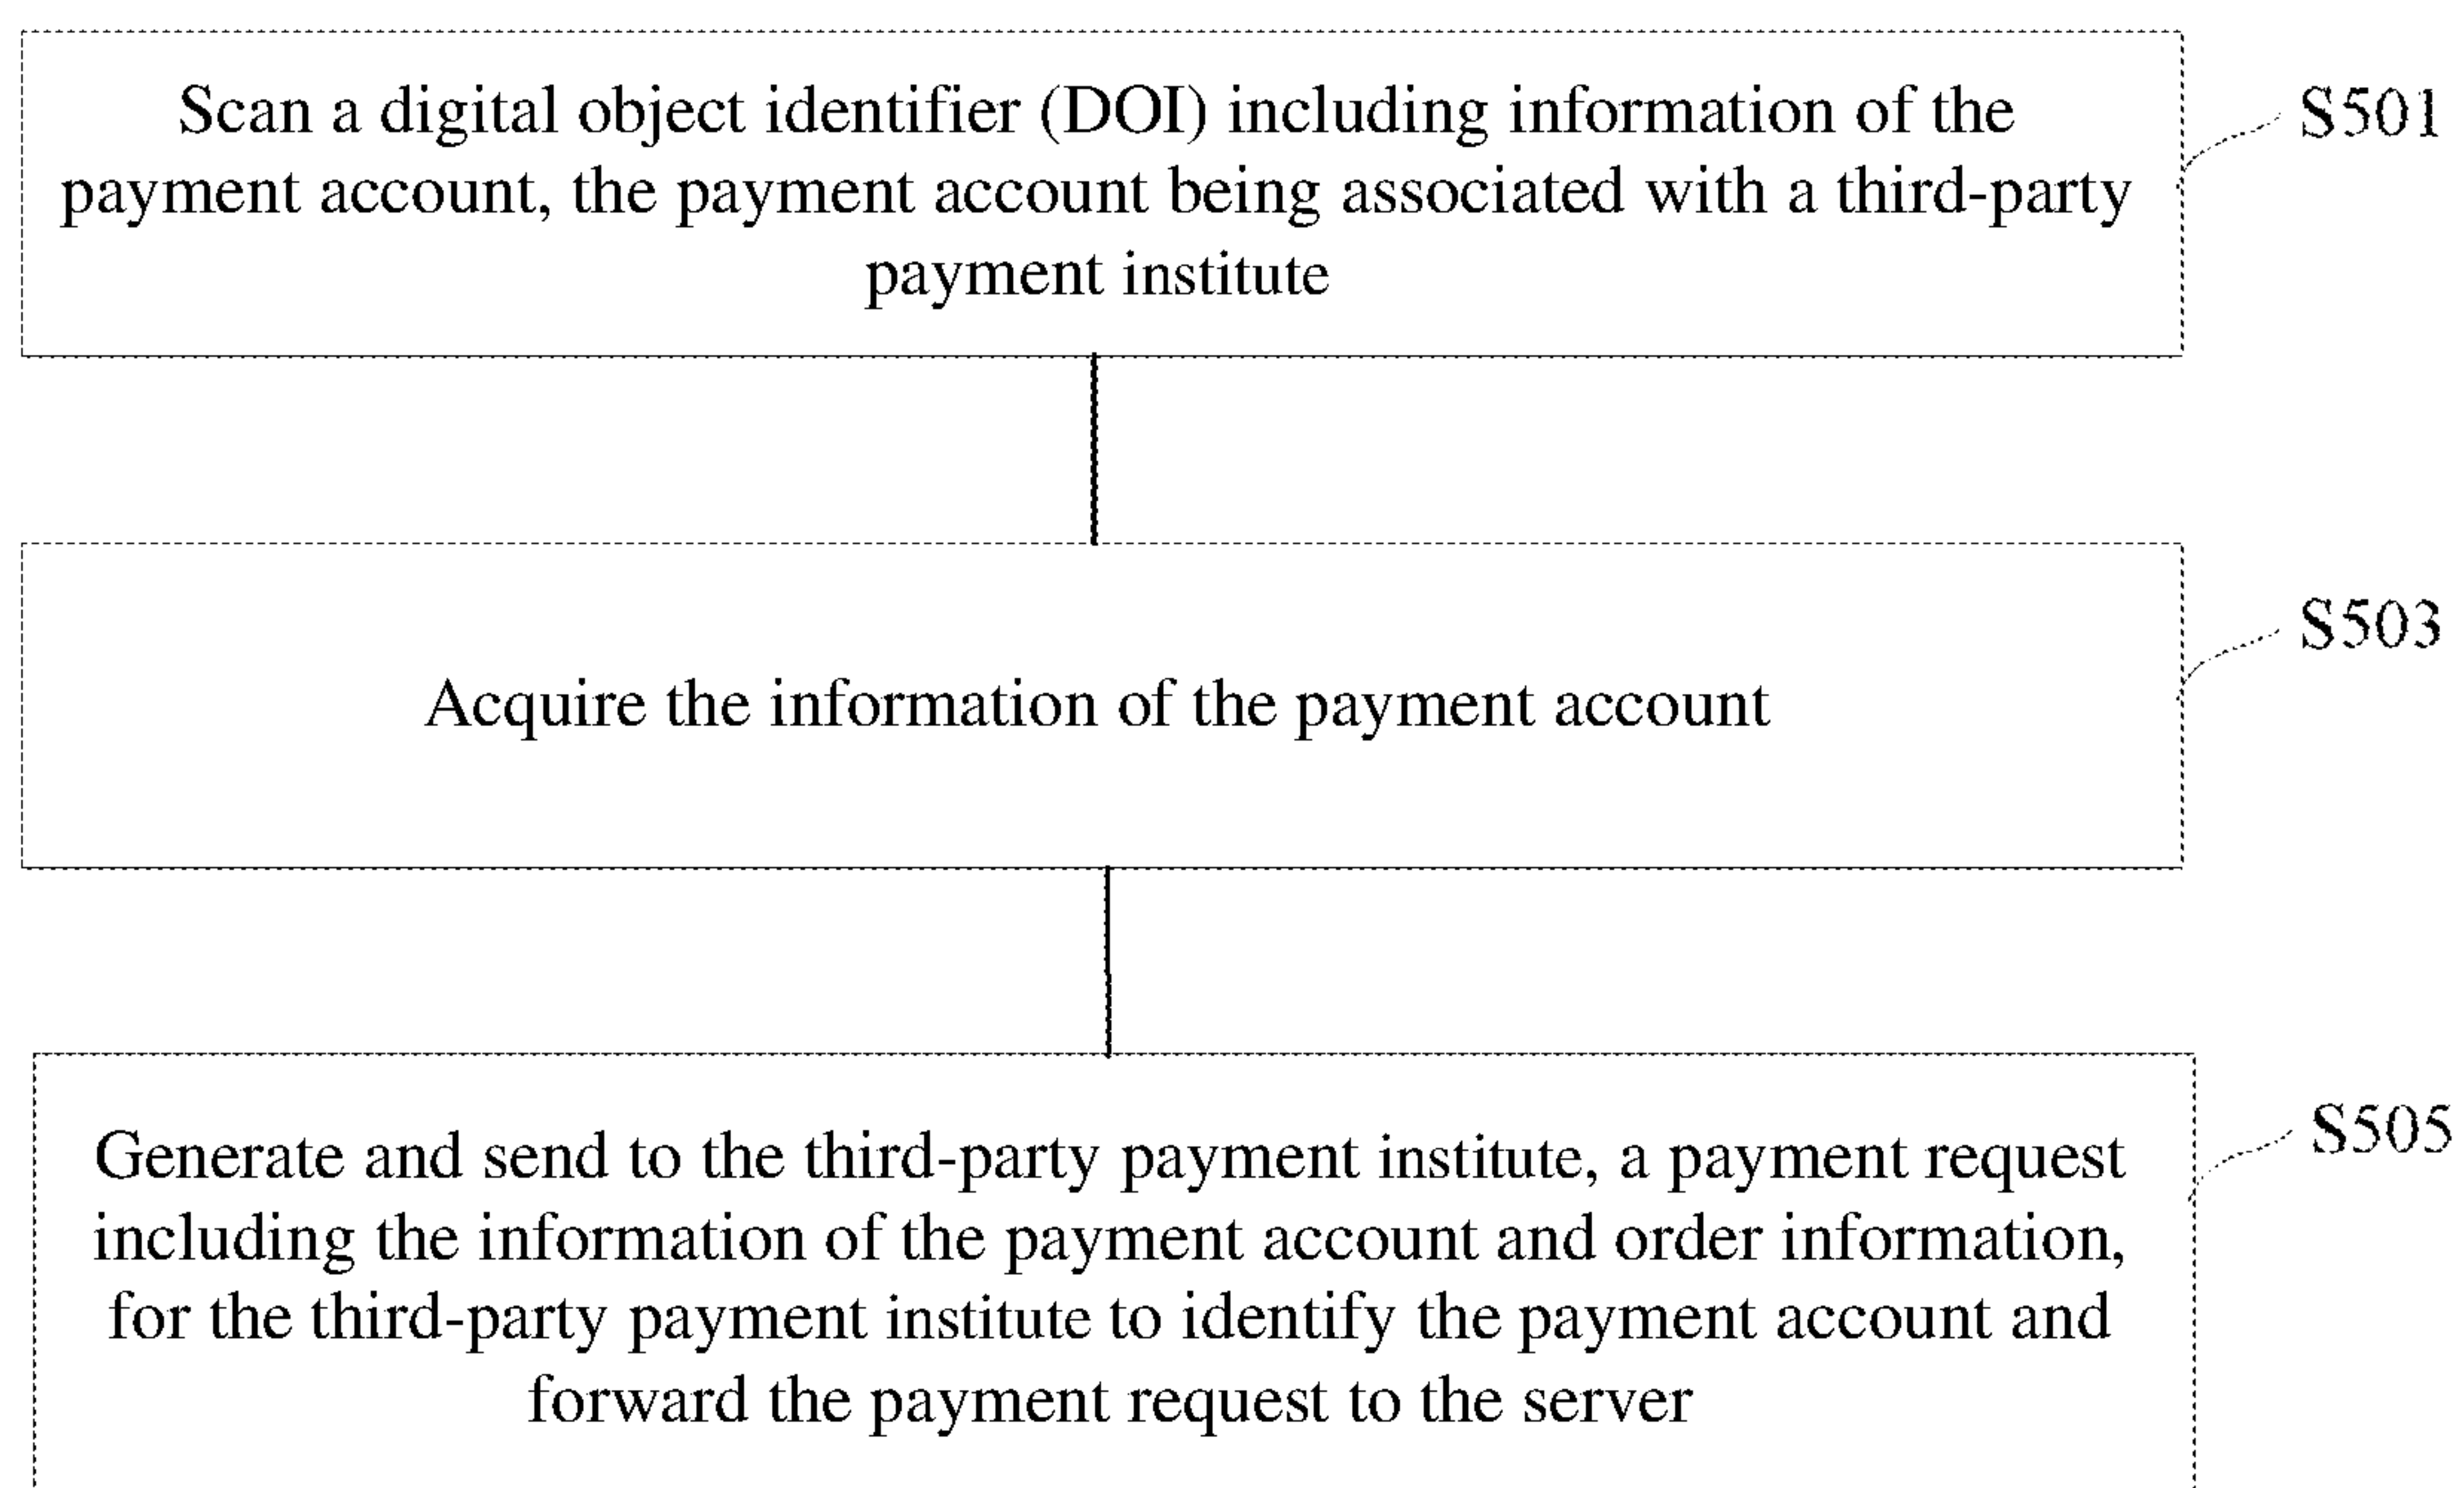 Scan a digital object identifier (DOI) including information of the
payment account, the payment account being associated with a third-party
payment institute
S501
Acquire the information of the payment account
S503
Generate and send to the third-party payment institute, a payment request
including the information of the payment account and order information,
for the third-party payment institute to identify the payment account and
forward the payment request to the server
S505